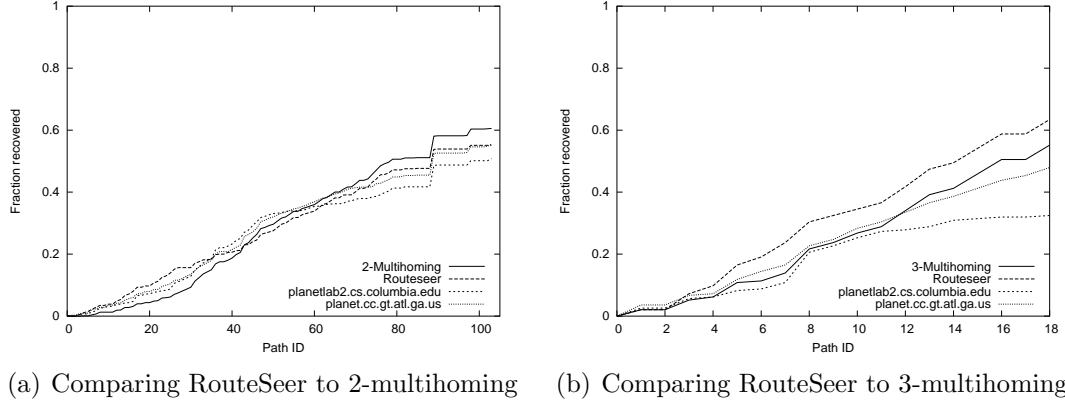 1
0.8
0.6
0.4
0.2
0
Fraction recovered
0 20 40 60 80 100
Path ID
2-Multihoming
Routeseer
planetlab2.cs.columbia.edu
planet.cc.gt.atl.ga.us
(a) Comparing RouteSeer to 2-multihoming
1
0.8
0.6
0.4
0.2
0
Fraction recovered
0 2 4 6 8 10 12 14 16 18
Path ID
3-Multihoming
Routeseer
planetlab2.cs.columbia.edu
planet.cc.gt.atl.ga.us
(b) Comparing RouteSeer to 3-multihoming